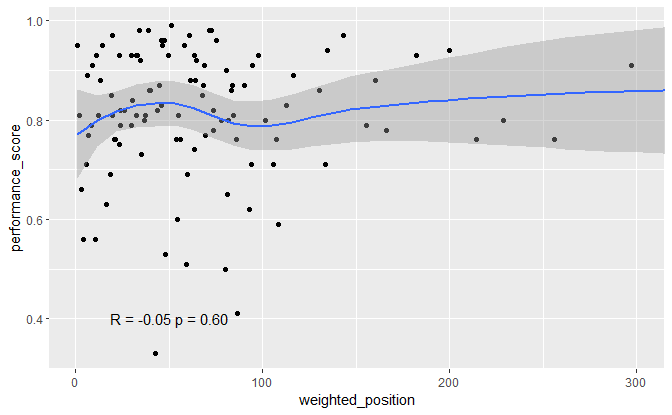 1.0
0.8
0.6
0.4
performance_score
R = -0.05 p = 0.60
0
100
200
300
weighted_position